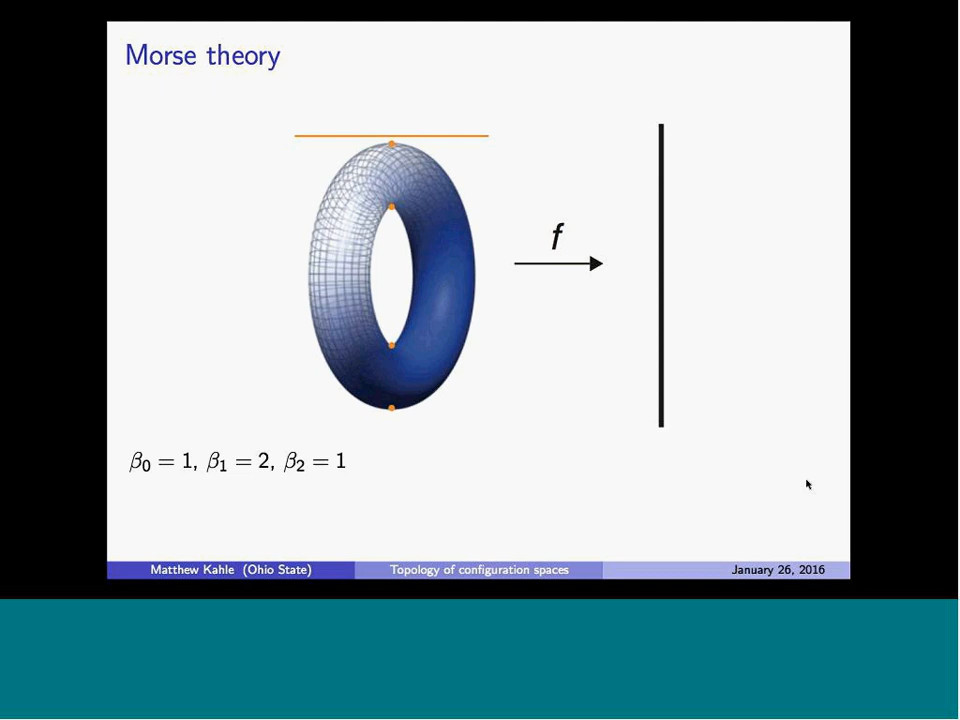 Morse theory
f
β₀ = 1, β₁ = 2, β₂ = 1
Matthew Kahle (Ohio State) Topology of configuration spaces January 26, 2016